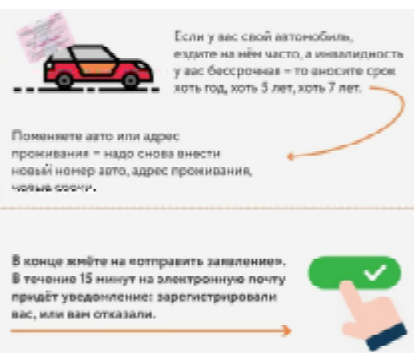 Если у вас свой автомобиль,
ездите на нём часто, а инвалидность
у вас бессрочная – то вносите срок
хоть год, хоть 5 лет, хоть 7 лет.
Поменяете авто или адрес
проживания – надо снова внести
новый номер авто, адрес проживания,
новые сроки.
В конце жмёте на «отправить заявление».
В течение 15 минут на электронную почту
придёт уведомление: зарегистрировали
вас, или вам отказали.